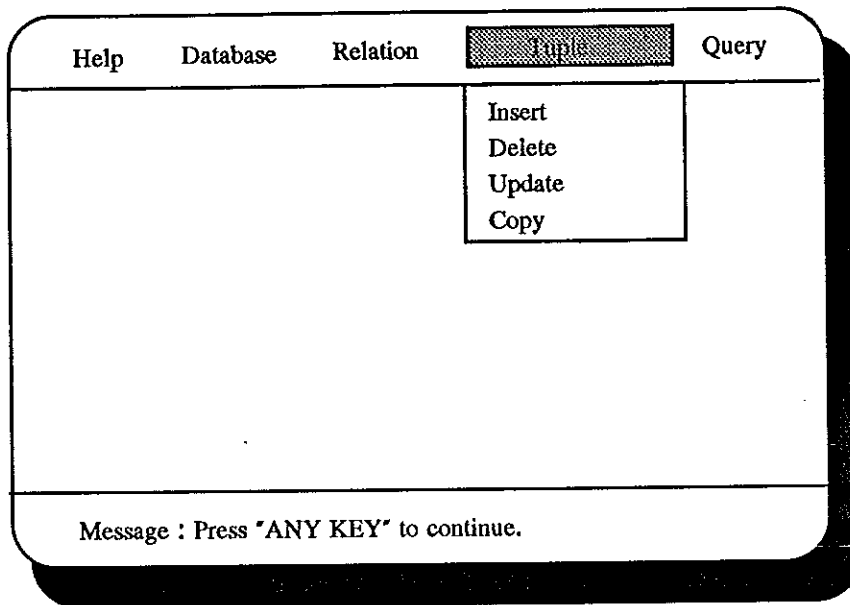 Help Database Relation Tuple Query
Insert
Delete
Update
Copy
Message : Press "ANY KEY" to continue.